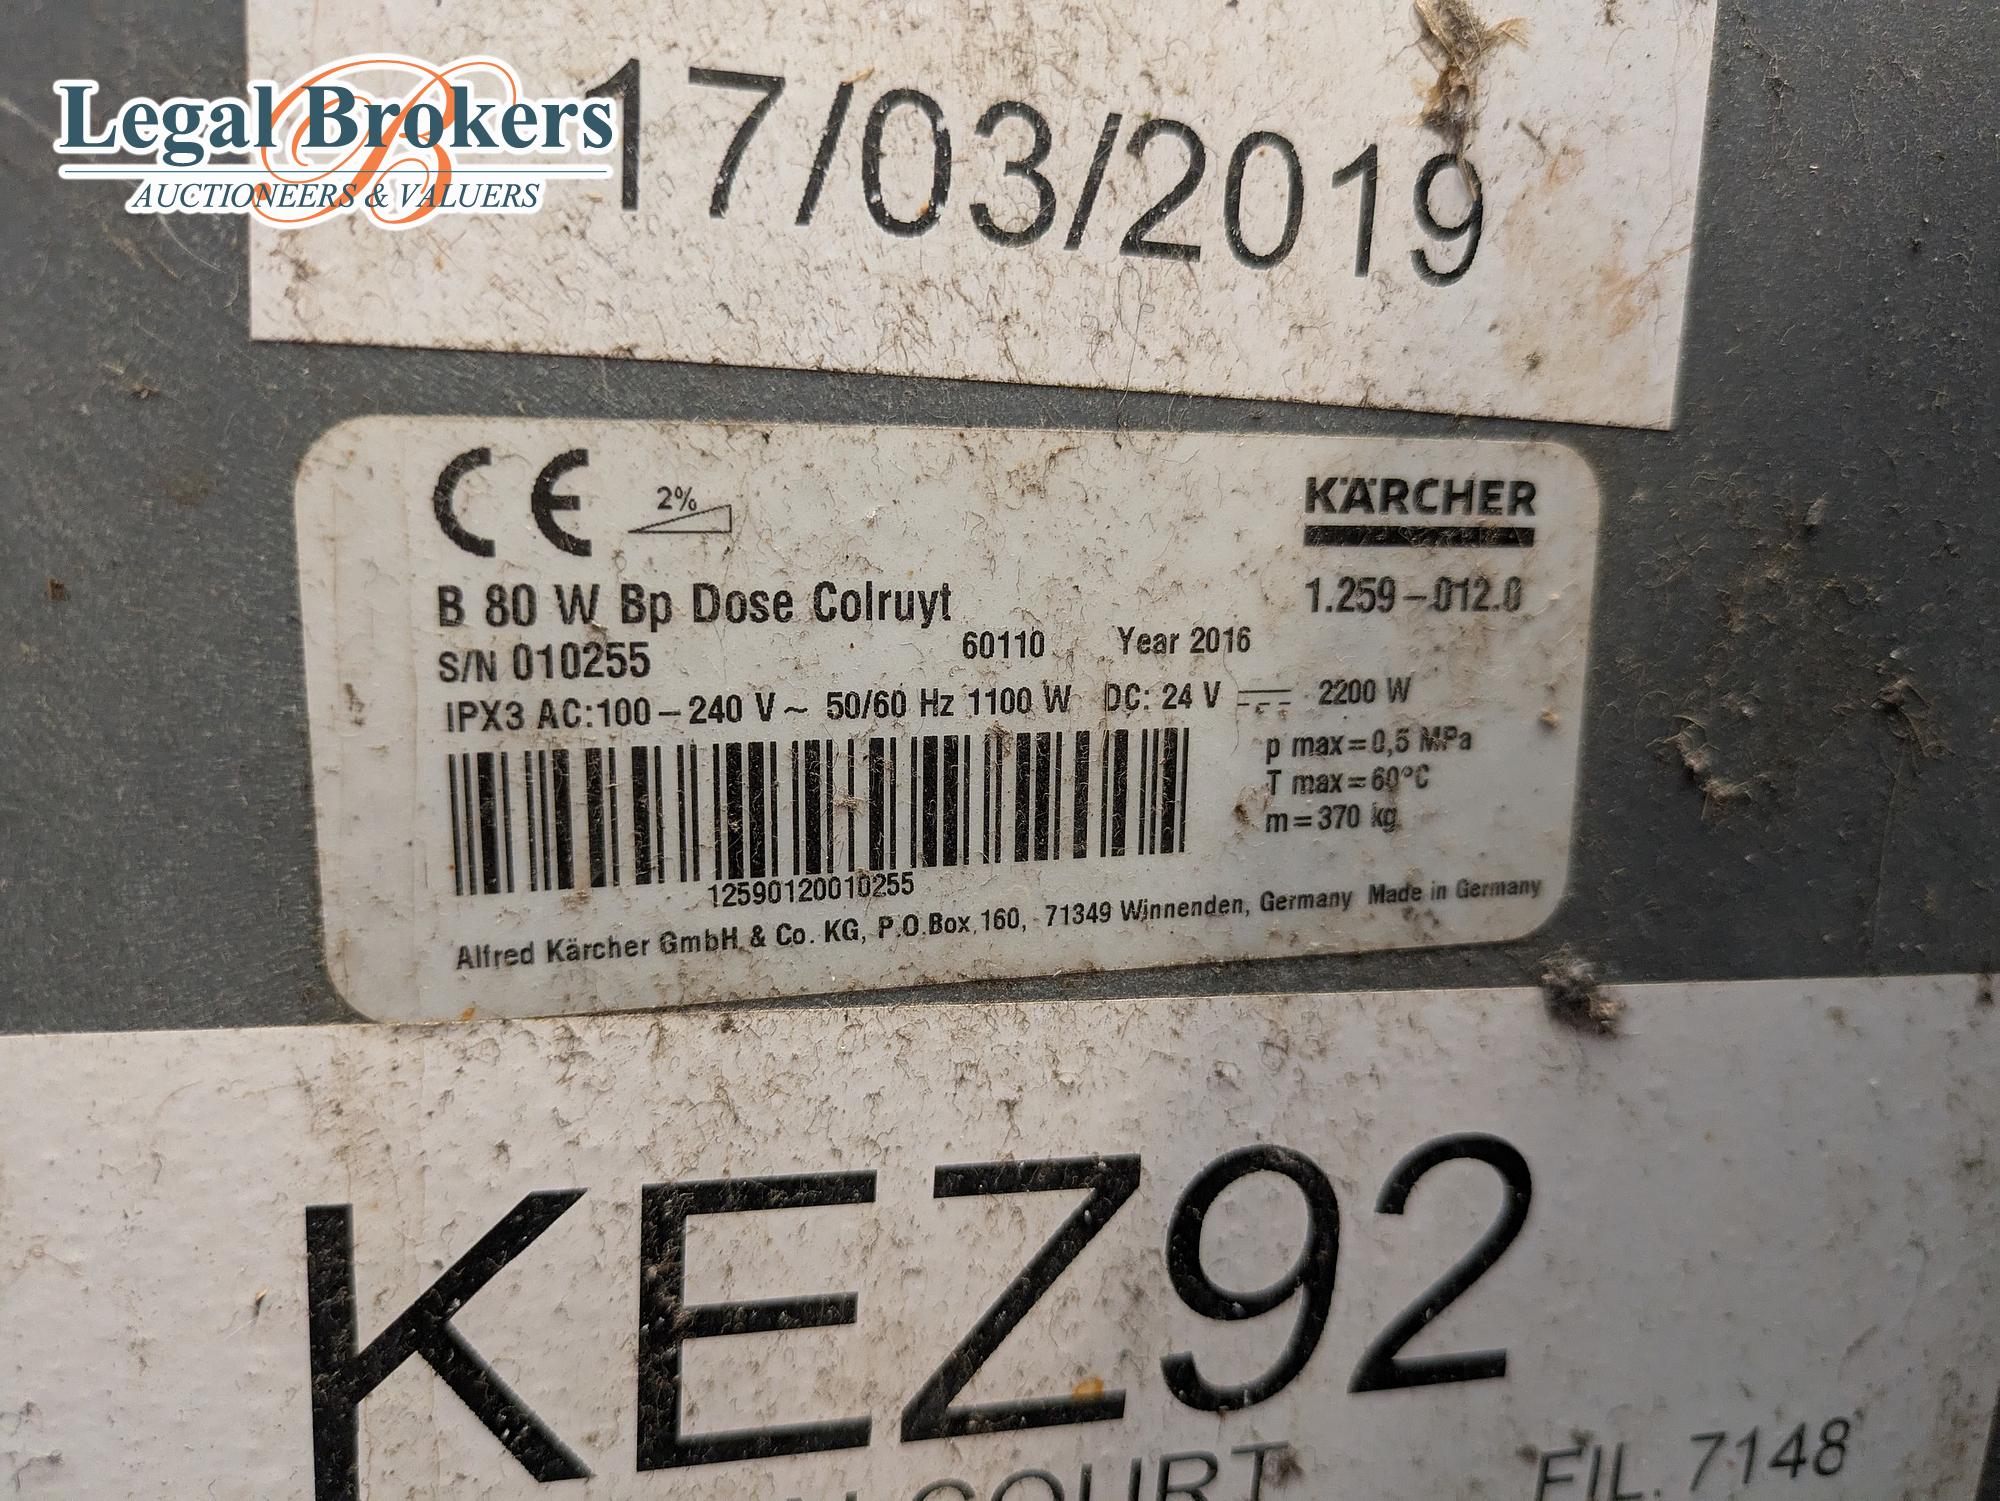 Legal Brokers
AUCTIONEERS & VALUERS
17/03/2019
CE 2%
KÄRCHER
B 80 W Bp Dose Colruyt
1.259-012.0
S/N 010255 60110 Year 2016
IPX3 AC:100-240 V~ 50/60 Hz 1100 W DC: 24 V ⎓ 2200 W
p max=0,5 MPa
T max=60°C
m=370 kg
12590120010255
Alfred Kärcher GmbH & Co. KG, P.O.Box 160, 71349 Winnenden, Germany Made in Germany
KEZ92
FIL. 7148